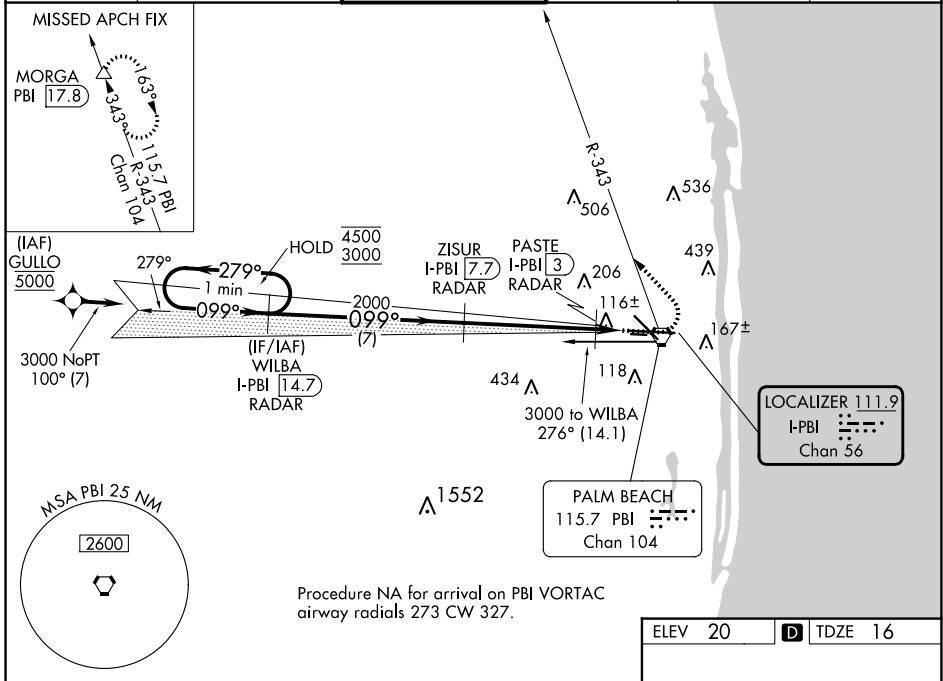 MISSED APCH FIX
MORGA
PBI 17.8
163°
343°
115.7 PBI
R-343
Chan 104
R-343
506
536
439
(IAF)
GULLO
5000
279°
279°
1 min
099°
HOLD
4500
3000
2000
099°
(7)
ZISUR
I-PBI 7.7
RADAR
PASTE
I-PBI 3
RADAR
206
116±
167±
118
434
3000 NoPT
100° (7)
(IF/IAF)
WILBA
I-PBI 14.7
RADAR
3000 to WILBA
276° (14.1)
LOCALIZER 111.9
I-PBI
Chan 56
1552
PALM BEACH
115.7 PBI
Chan 104
MSA PBI 25 NM
2600
Procedure NA for arrival on PBI VORTAC
airway radials 273 CW 327.
ELEV 20 D TDZE 16